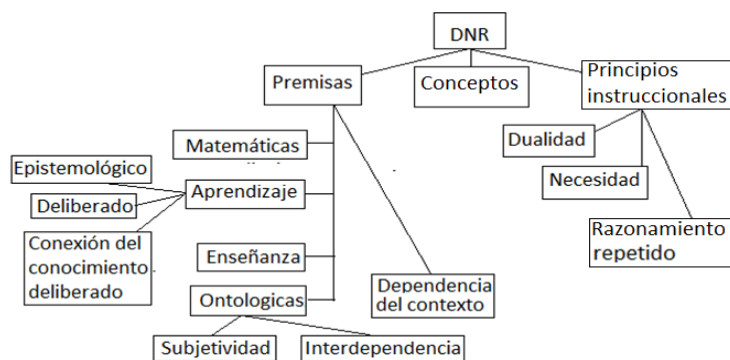 DNR
Premisas
Conceptos
Principios
instruccionales
Matemáticas
Dualidad
Epistemológico
Aprendizaje
Necesidad
Deliberado
Conexión del
conocimiento
deliberado
Razonamiento
repetido
Enseñanza
Dependencia
del contexto
Ontologicas
Subjetividad
Interdependencia